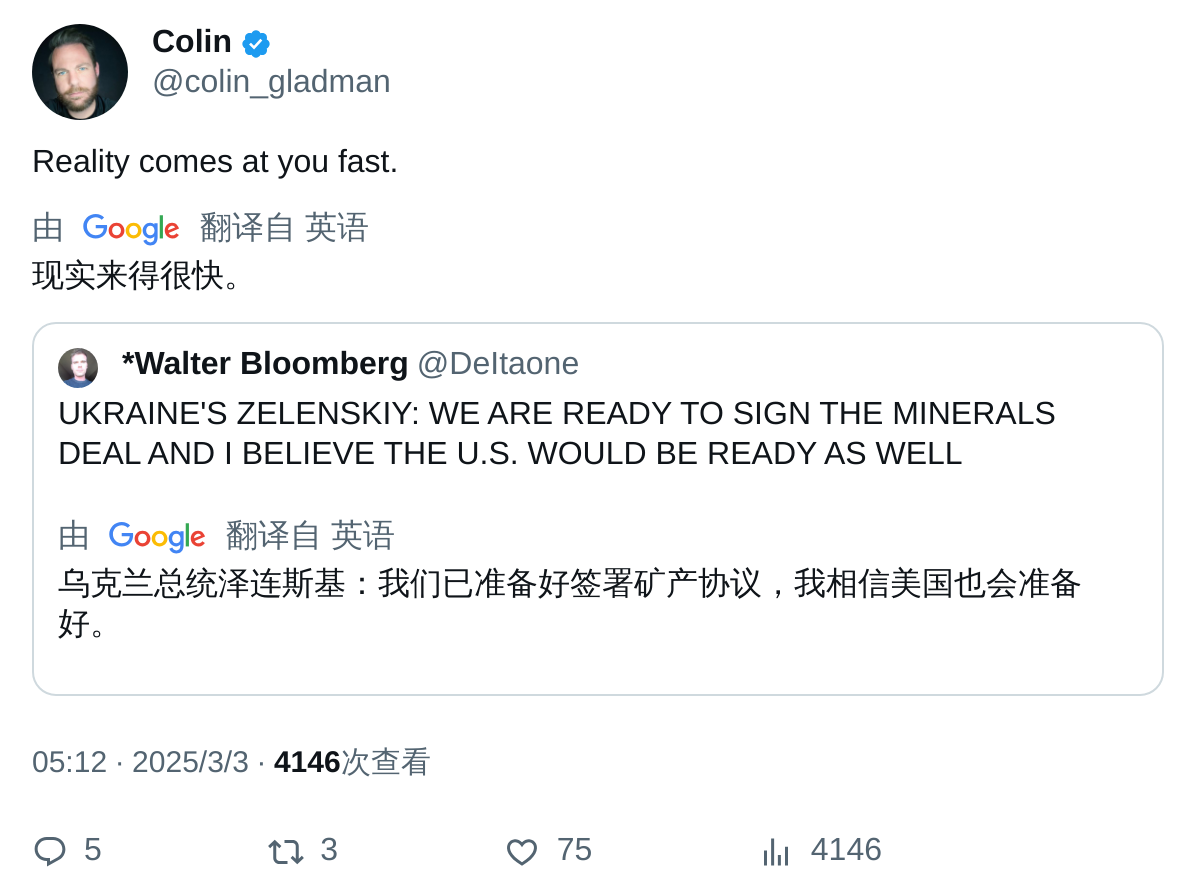 Colin
@colin_gladman
Reality comes at you fast.
由 Google 翻译自 英语
现实来得很快。
*Walter Bloomberg @DeItaone
UKRAINE'S ZELENSKIY: WE ARE READY TO SIGN THE MINERALS
DEAL AND I BELIEVE THE U.S. WOULD BE READY AS WELL
由 Google 翻译自 英语
乌克兰总统泽连斯基：我们已准备好签署矿产协议，我相信美国也会准备
好。
05:12 · 2025/3/3 · 4146次查看
5 3 75 4146